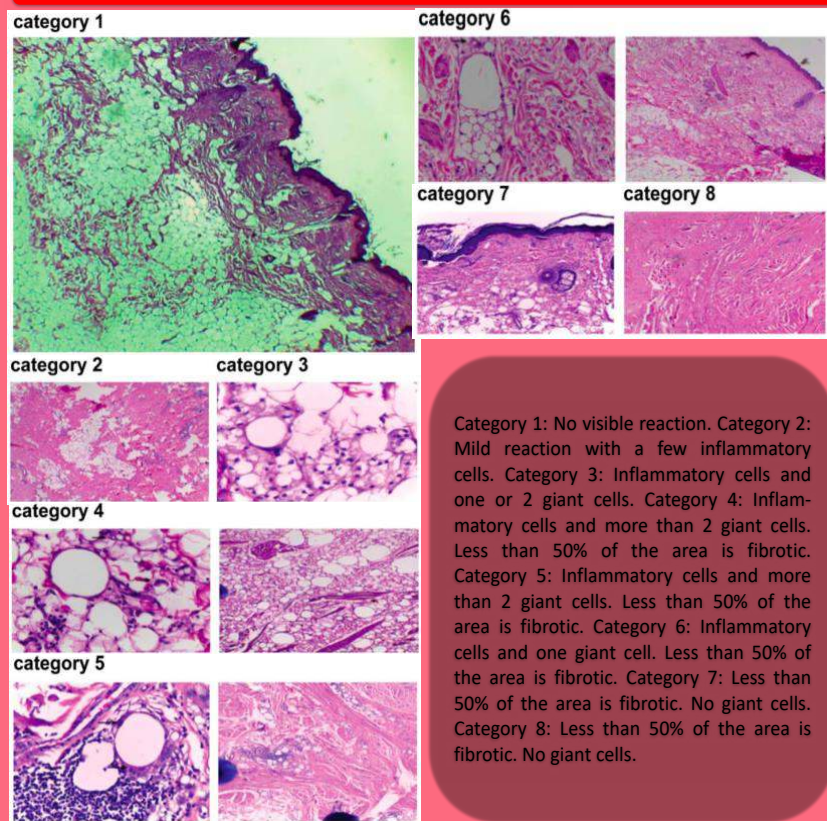 category 1
category 6
category 7
category 8
category 2
category 3
category 4
category 5
Category 1: No visible reaction. Category 2:
Mild reaction with a few inflammatory
cells. Category 3: Inflammatory cells and
one or 2 giant cells. Category 4: Inflam-
matory cells and more than 2 giant cells.
Less than 50% of the area is fibrotic.
Category 5: Inflammatory cells and more
than 2 giant cells. Less than 50% of the
area is fibrotic. Category 6: Inflammatory
cells and one giant cell. Less than 50% of
the area is fibrotic. Category 7: Less than
50% of the area is fibrotic. No giant cells.
Category 8: Less than 50% of the area is
fibrotic. No giant cells.